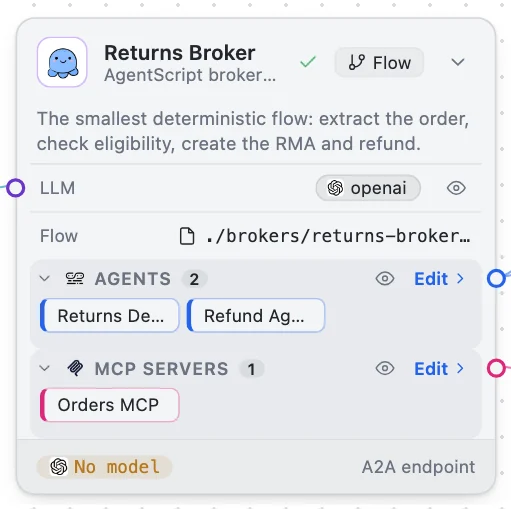 Returns Broker
AgentScript broker...
Flow
The smallest deterministic flow: extract the order,
check eligibility, create the RMA and refund.
LLM
openai
Flow
./brokers/returns-broker...
AGENTS 2
Edit
Returns De...
Refund Ag...
MCP SERVERS 1
Edit
Orders MCP
No model
A2A endpoint